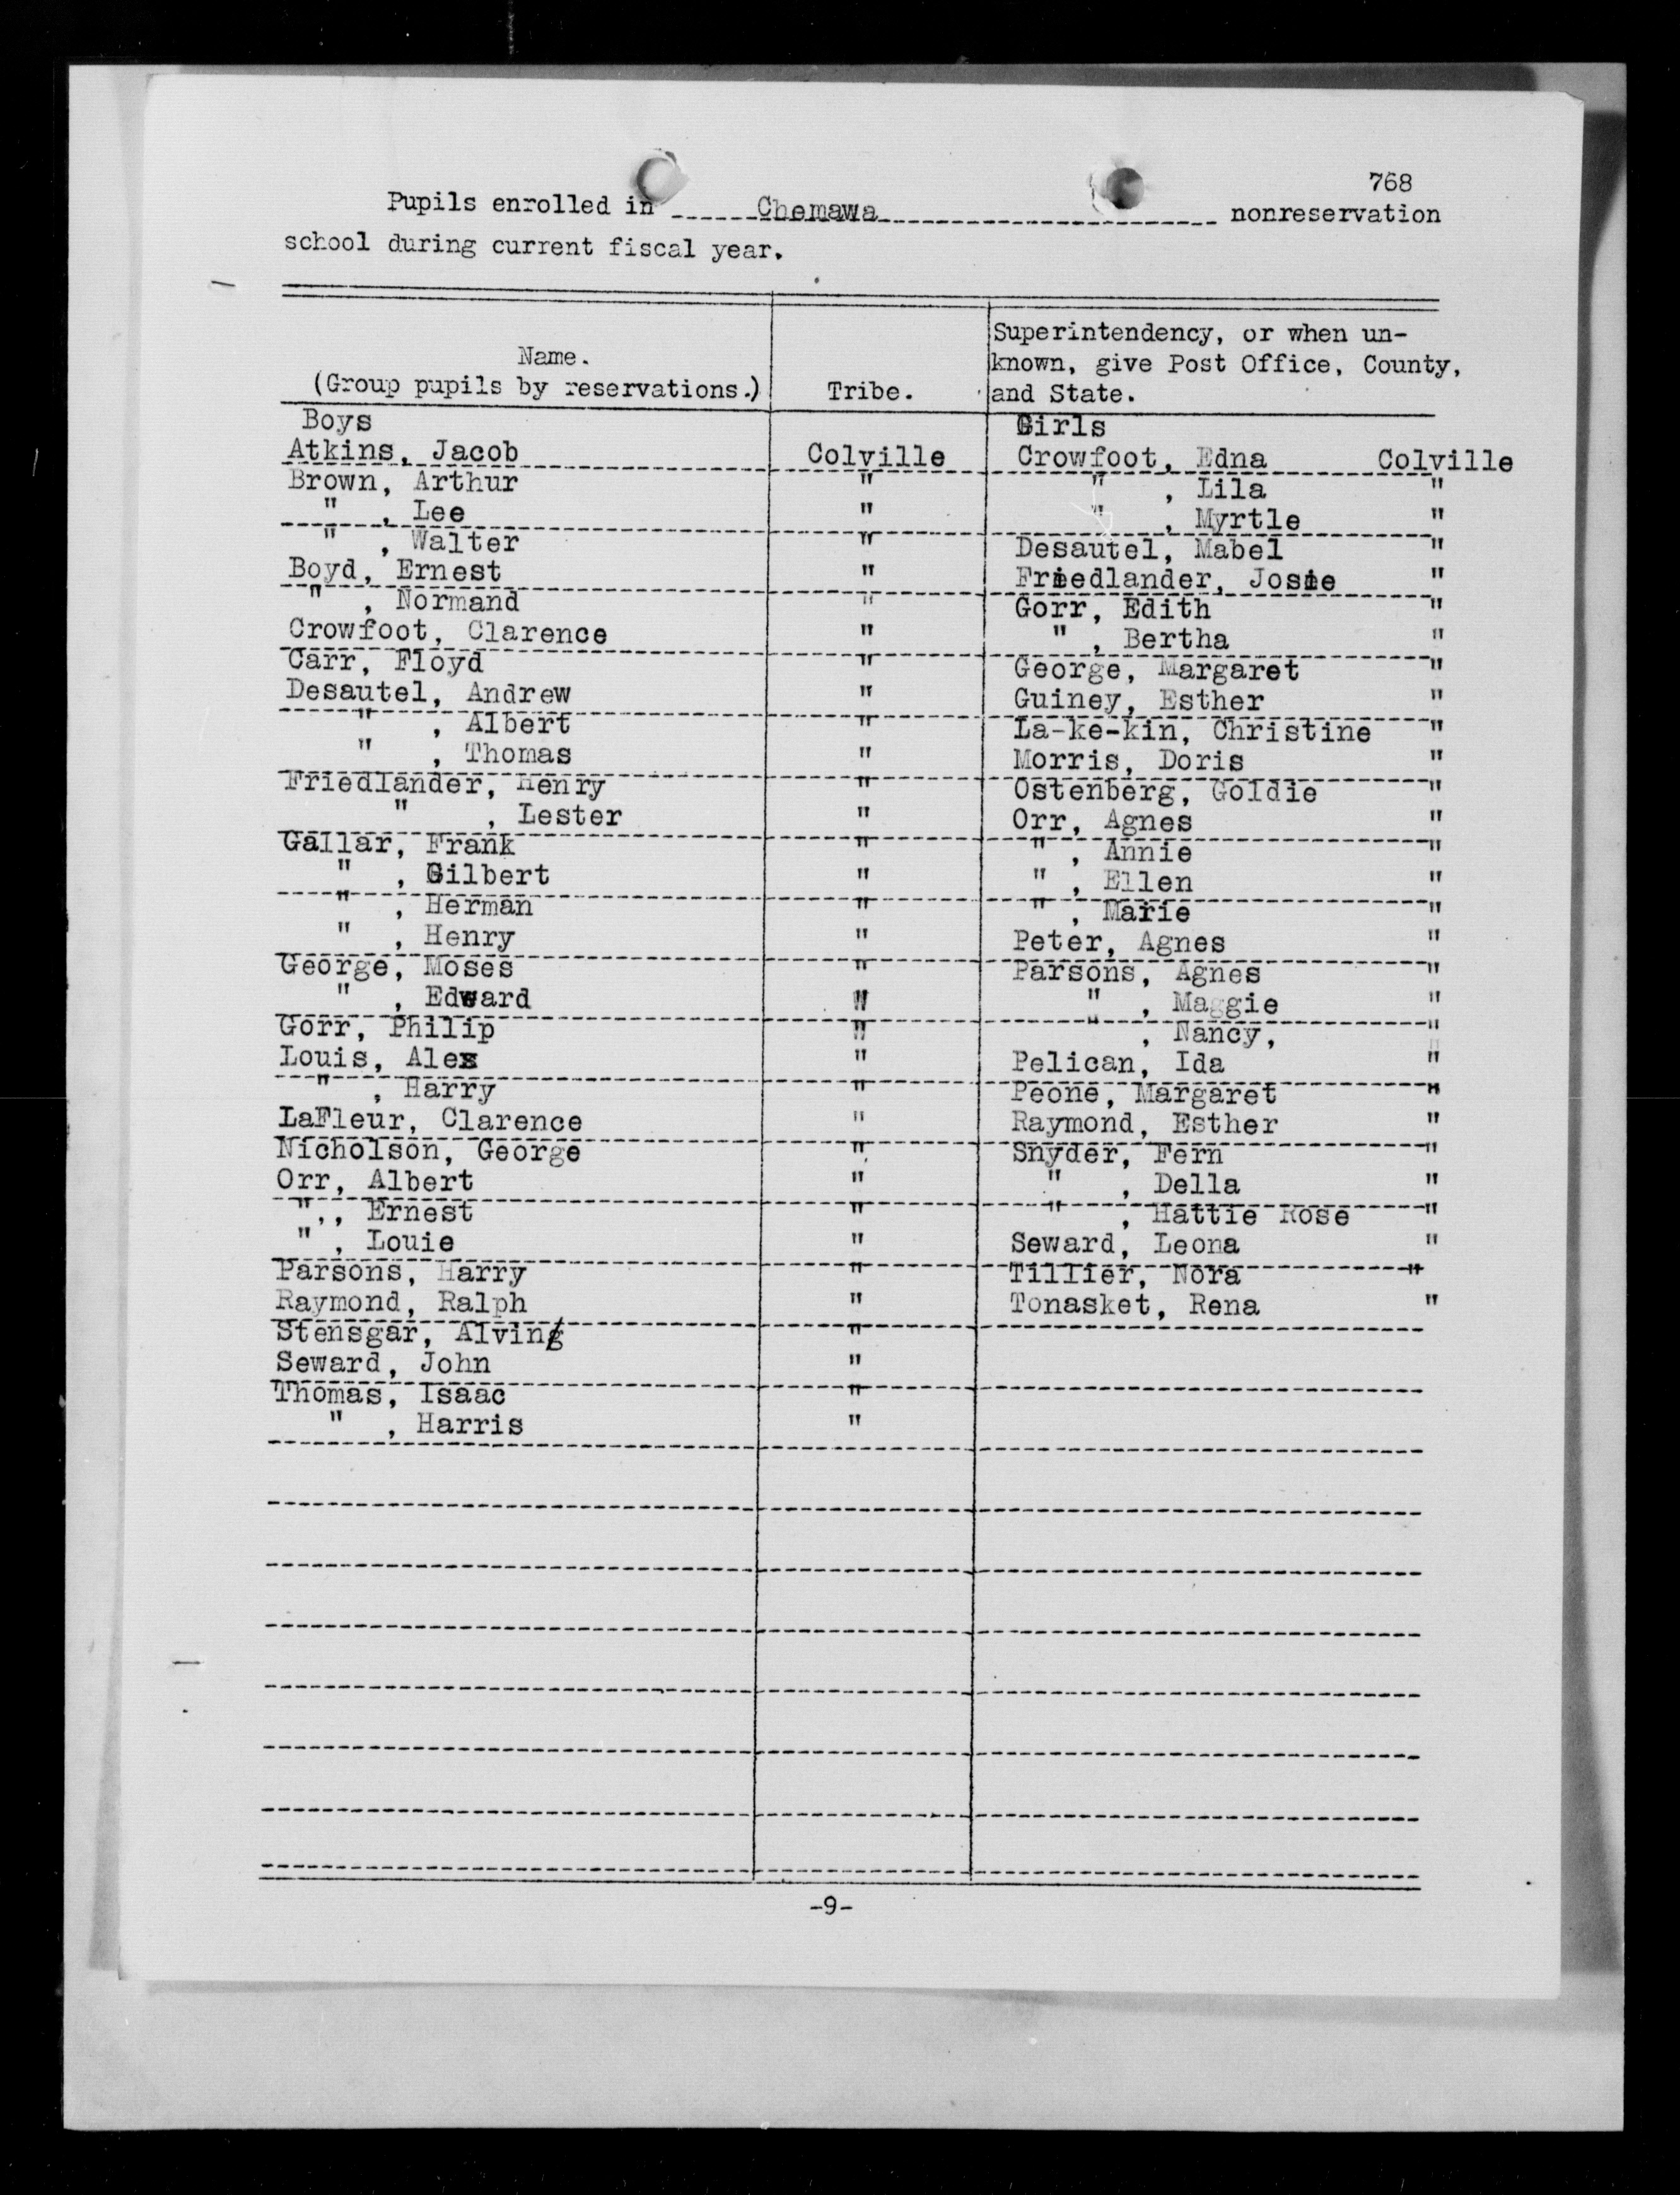 768
Pupils enrolled in Chemawa nonreservation
school during current fiscal year.
Name.
(Group pupils by reservations.)
Tribe.
Superintendency, or when un-
known, give Post Office, County,
and State.
Boys Girls
Atkins, Jacob Colville Crowfoot, Edna Colville
Brown, Arthur " " , Lila "
" , Lee " " , Myrtle "
" , Walter " Desautel, Mabel "
Boyd, Ernest " Friedlander, Josie "
" , Normand " Gorr, Edith "
Crowfoot, Clarence " " , Bertha "
Carr, Floyd " George, Margaret "
Desautel, Andrew " Guiney, Esther "
" , Albert " La-ke-kin, Christine "
" , Thomas " Morris, Doris "
Friedlander, Henry " Ostenberg, Goldie "
" , Lester " Orr, Agnes "
Gallar, Frank " " , Annie "
" , Gilbert " " , Ellen "
" , Herman " " , Marie "
" , Henry " Peter, Agnes "
George, Moses " Parsons, Agnes "
" , Edward " " , Maggie "
Gorr, Philip " " , Nancy, "
Louis, Alex " Pelican, Ida "
" , Harry " Peone, Margaret "
LaFleur, Clarence " Raymond, Esther "
Nicholson, George " Snyder, Fern "
Orr, Albert " " , Della "
",, Ernest " " , Hattie Rose "
" , Louie " Seward, Leona "
Parsons, Harry " Tillier, Nora "
Raymond, Ralph " Tonasket, Rena "
Stensgar, Alvin "
Seward, John "
Thomas, Isaac "
" , Harris "
-9-